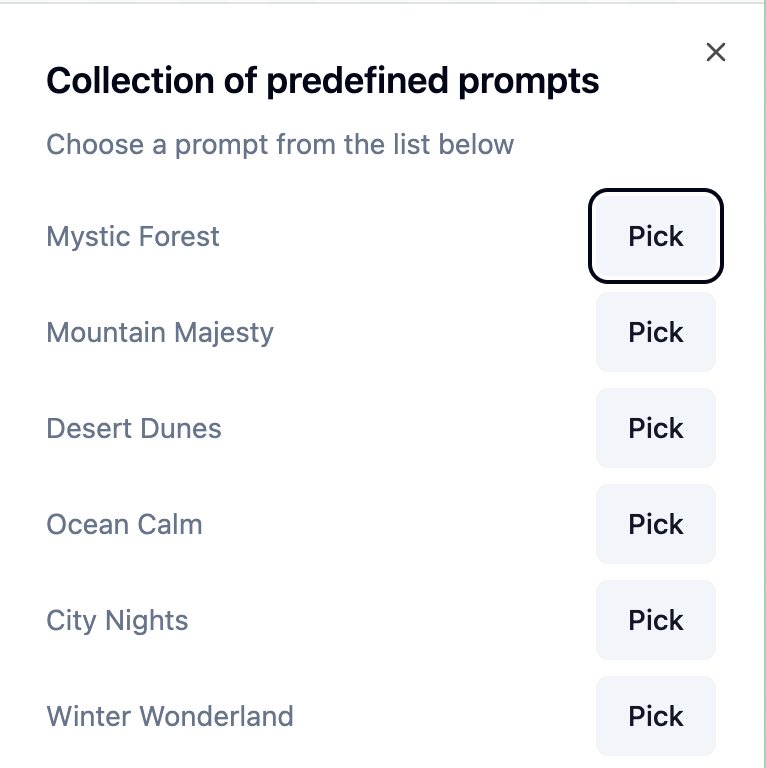 Collection of predefined prompts
Choose a prompt from the list below
Mystic Forest Pick
Mountain Majesty Pick
Desert Dunes Pick
Ocean Calm Pick
City Nights Pick
Winter Wonderland Pick